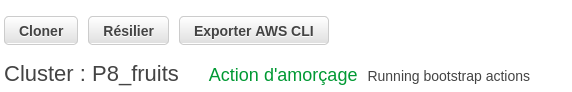 Cloner Résilier Exporter AWS CLI
Cluster : P8_fruits Action d'amorçage Running bootstrap actions